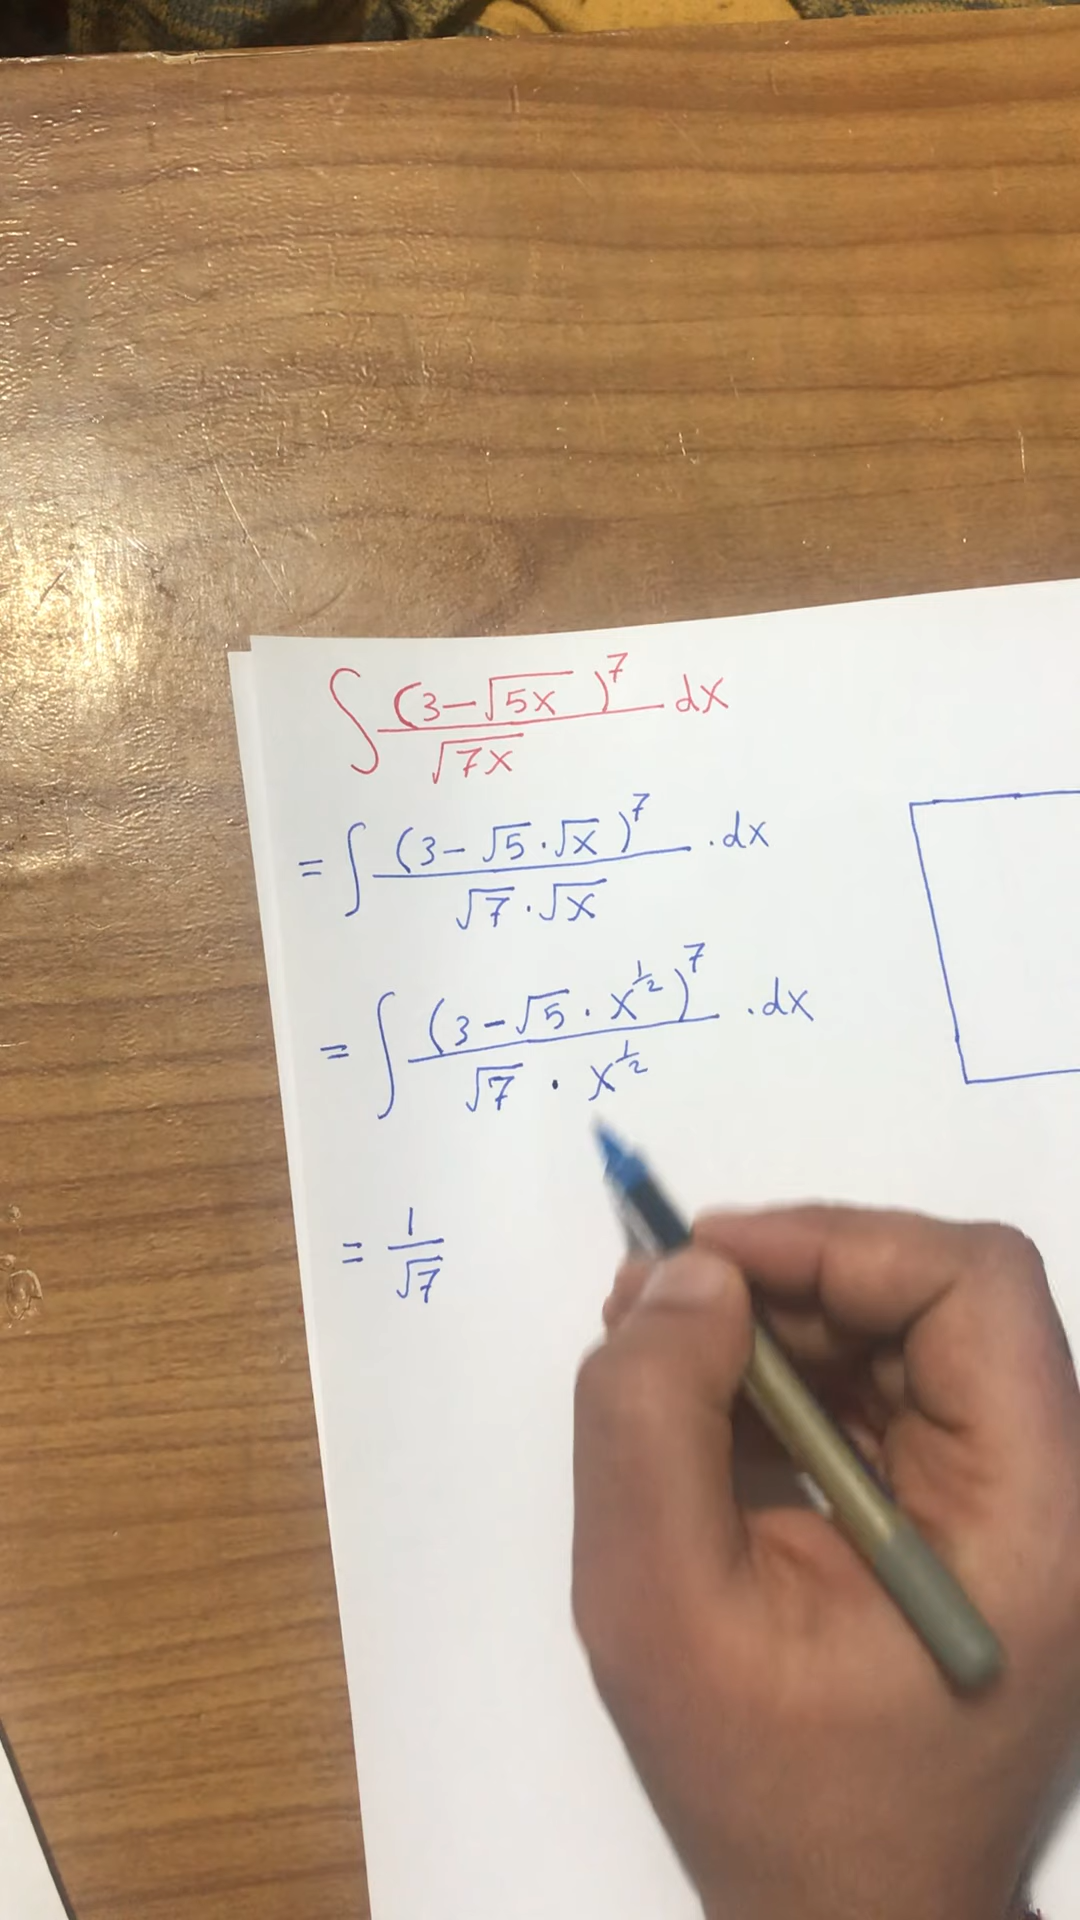 ∫ (3-√5x)^7 / √7x dx
= ∫ (3-√5·√x)^7 / √7·√x .dx
= ∫ (3-√5·x^(1/2))^7 / √7·x^(1/2) .dx
= 1/√7